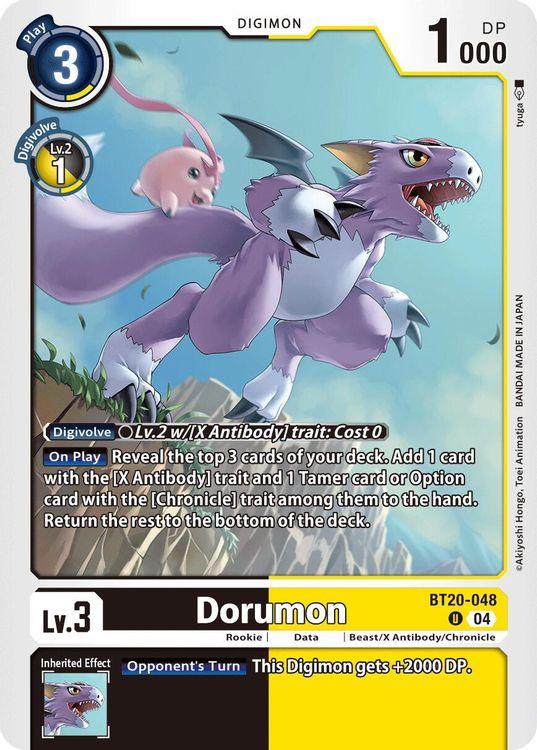 DIGIMON
Play
3
1000
DP
Digivolve
Lv.2
1
tyuga
Digivolve Lv.2 w/[X Antibody] trait: Cost 0
On Play Reveal the top 3 cards of your deck. Add 1 card
with the [X Antibody] trait and 1 Tamer card or Option
card with the [Chronicle] trait among them to the hand.
Return the rest to the bottom of the deck.
©Akiyoshi Hongo, Toei Animation BANDAI MADE IN JAPAN
Lv.3
Dorumon
BT20-048
U 04
Rookie | Data | Beast/X Antibody/Chronicle
Inherited Effect
Opponent's Turn This Digimon gets +2000 DP.